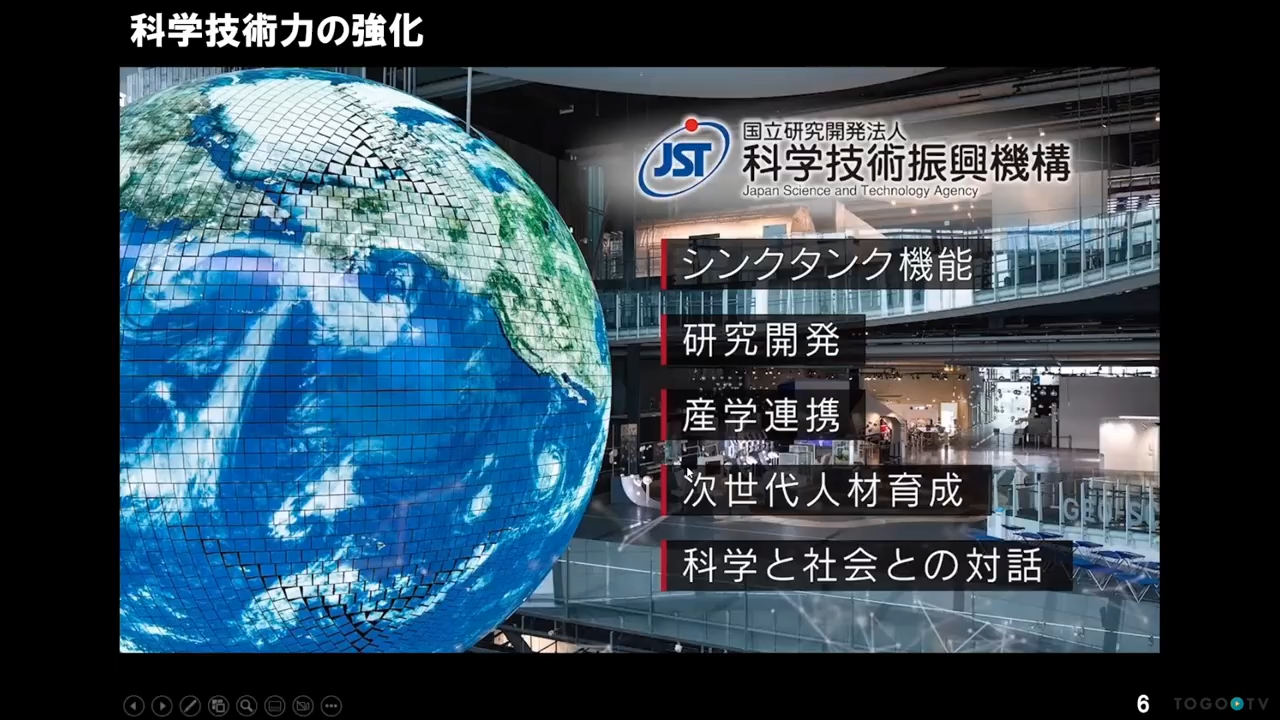 科学技術力の強化
JST
国立研究開発法人
科学技術振興機構
Japan Science and Technology Agency
シンクタンク機能
研究開発
産学連携
次世代人材育成
科学と社会との対話
6
TOGO TV